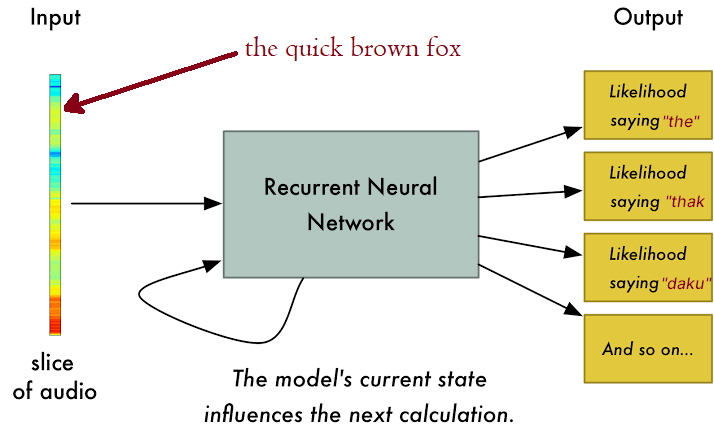 Input
the quick brown fox
Output
Likelihood
saying "the"
Likelihood
saying "thak
Likelihood
saying "daku"
And so on...
Recurrent Neural
Network
slice
of audio
The model's current state
influences the next calculation.